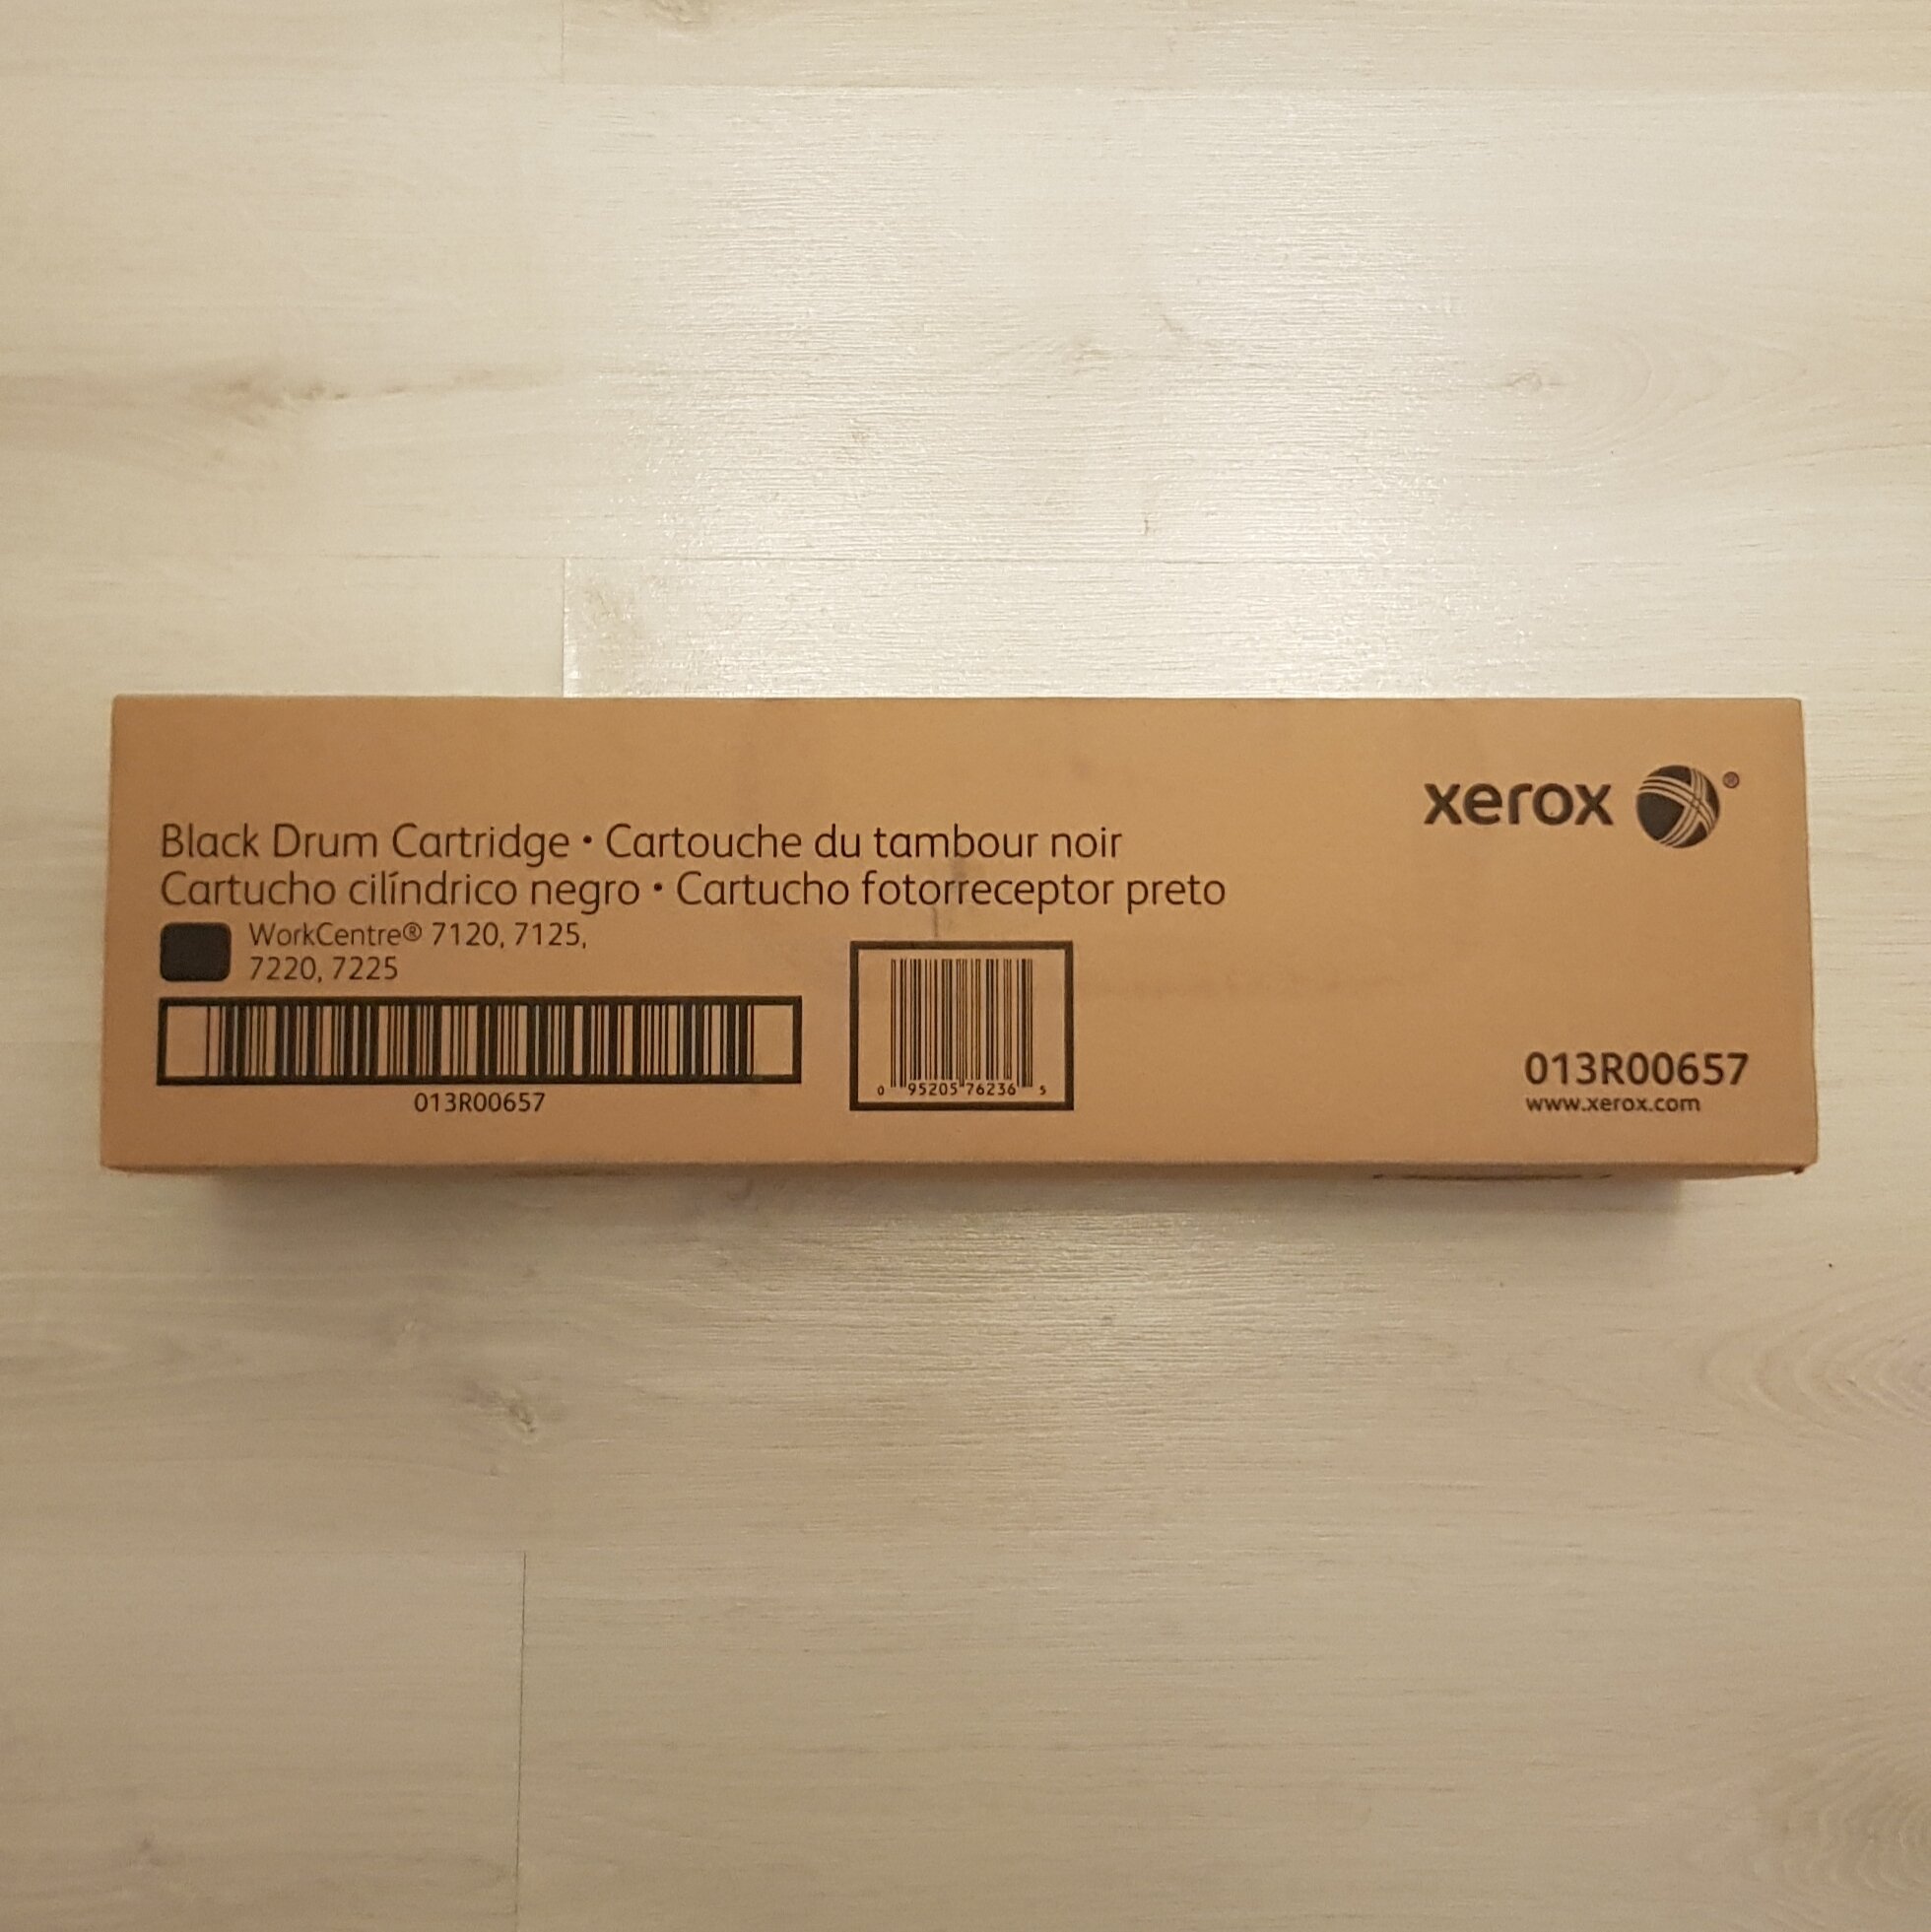 xerox ®
Black Drum Cartridge • Cartouche du tambour noir
Cartucho cilíndrico negro • Cartucho fotorreceptor preto
WorkCentre® 7120, 7125,
7220, 7225
013R00657
0 95205 76236 5
013R00657
www.xerox.com